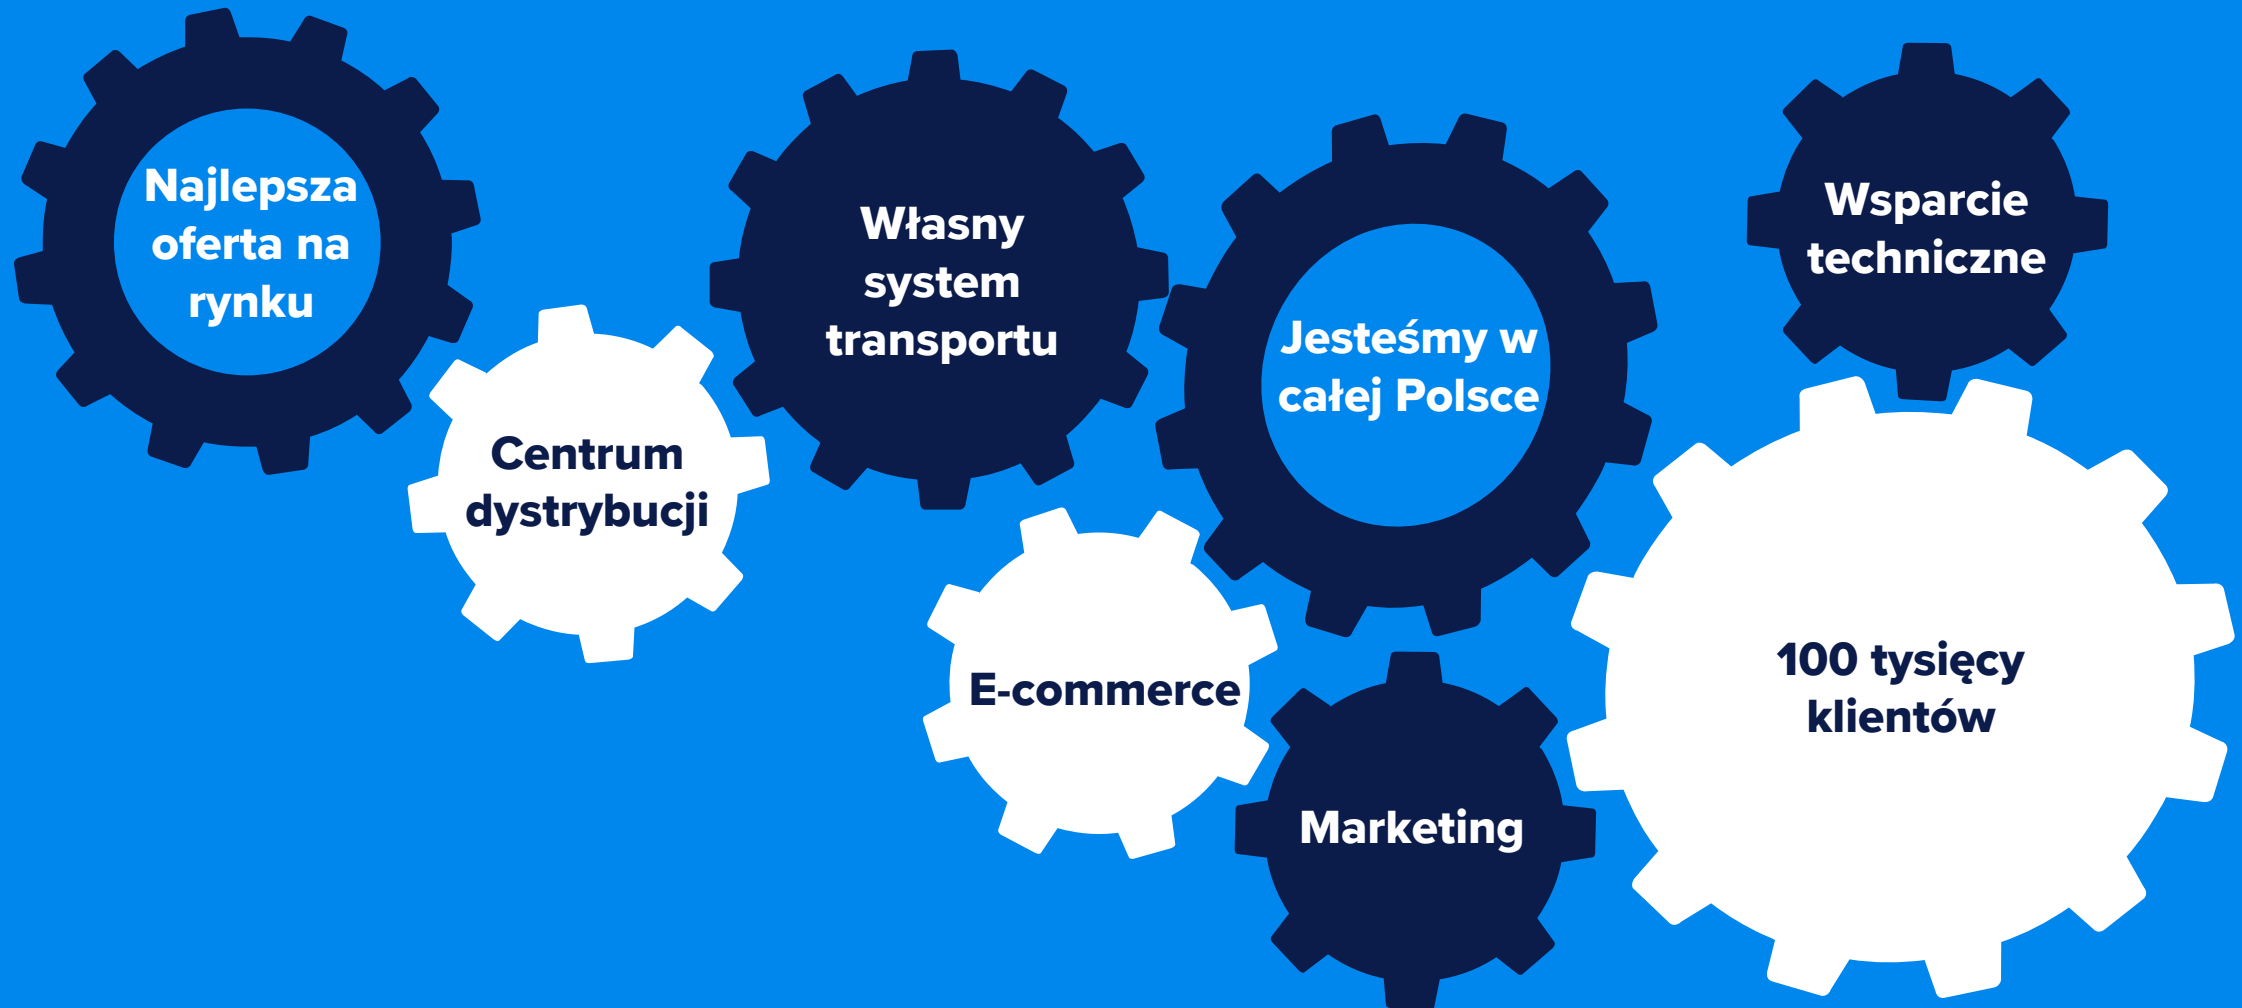 Najlepsza
oferta na
rynku
Centrum
dystrybucji
Własny
system
transportu
E-commerce
Jesteśmy w
całej Polsce
Marketing
Wsparcie
techniczne
100 tysięcy
klientów